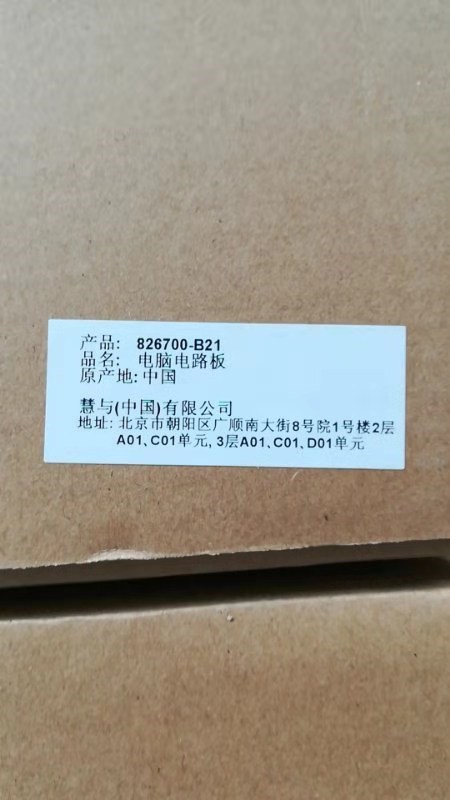 产品: 826700-B21
品名: 电脑电路板
原产地: 中国
慧与(中国)有限公司
地址: 北京市朝阳区广顺南大街8号院1号楼2层
A01、C01单元, 3层A01、C01、D01单元